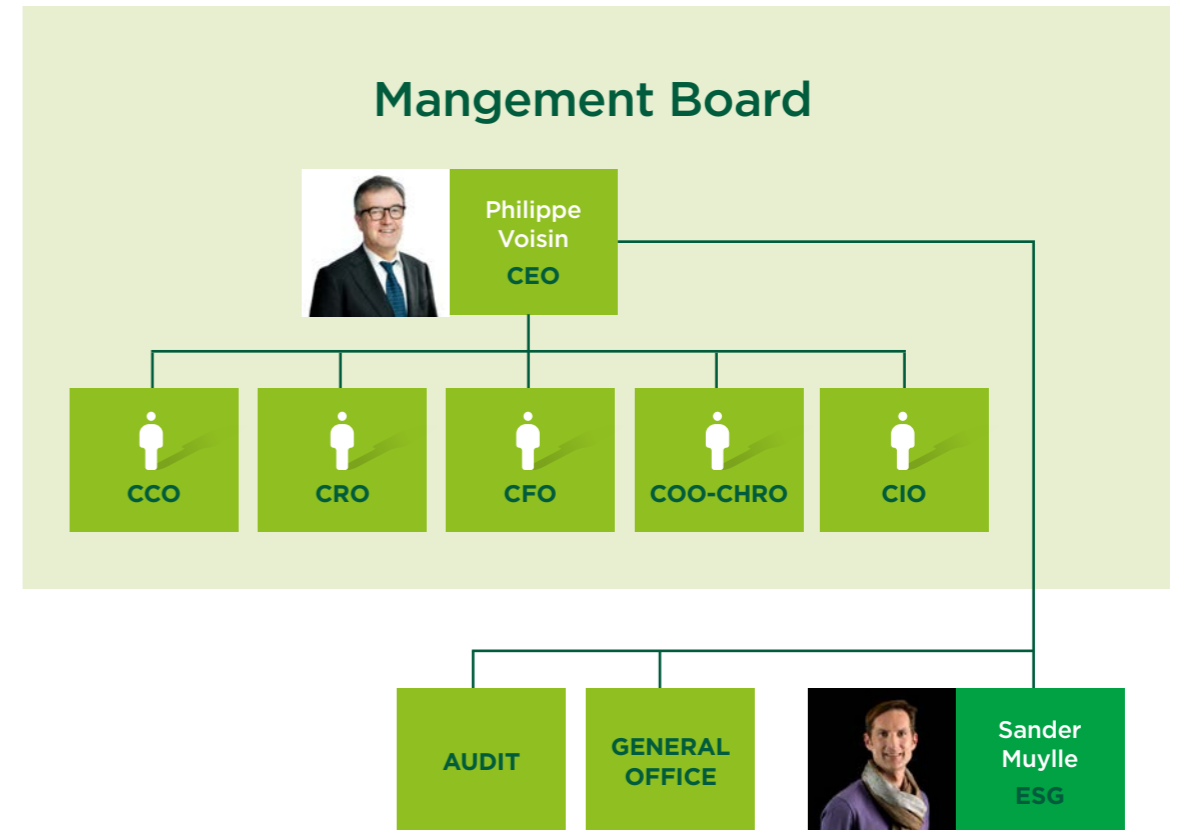 Mangement Board
Philippe
Voisin
CEO
CCO
CRO
CFO
COO-CHRO
CIO
AUDIT
GENERAL
OFFICE
Sander
Muylle
ESG